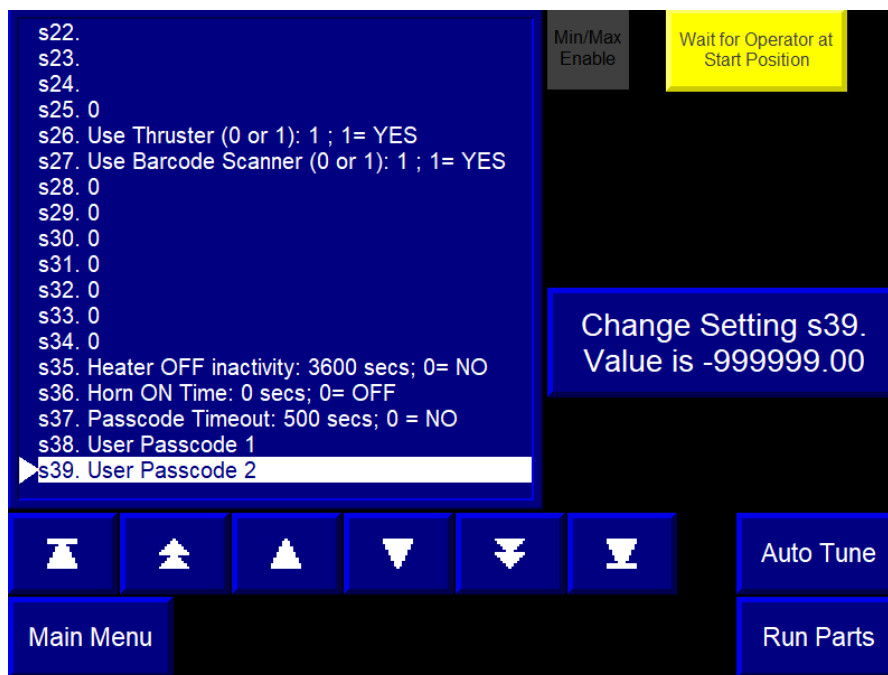 s22.
s23.
s24.
s25. 0
s26. Use Thruster (0 or 1): 1 ; 1= YES
s27. Use Barcode Scanner (0 or 1): 1 ; 1= YES
s28. 0
s29. 0
s30. 0
s31. 0
s32. 0
s33. 0
s34. 0
s35. Heater OFF inactivity: 3600 secs; 0= NO
s36. Horn ON Time: 0 secs; 0= OFF
s37. Passcode Timeout: 500 secs; 0 = NO
s38. User Passcode 1
s39. User Passcode 2
Min/Max
Enable
Wait for Operator at
Start Position
Change Setting s39.
Value is -999999.00
Auto Tune
Main Menu
Run Parts